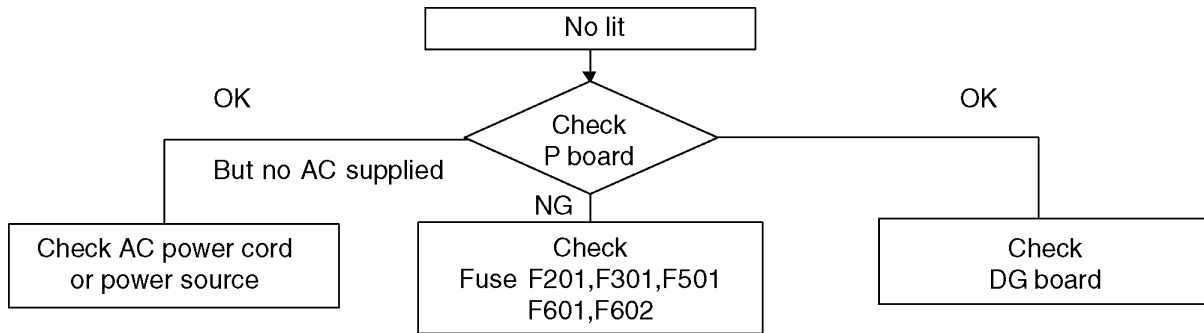 No lit
OK
OK
Check
P board
But no AC supplied
NG
Check AC power cord
or power source
Check
Fuse F201,F301,F501
F601,F602
Check
DG board